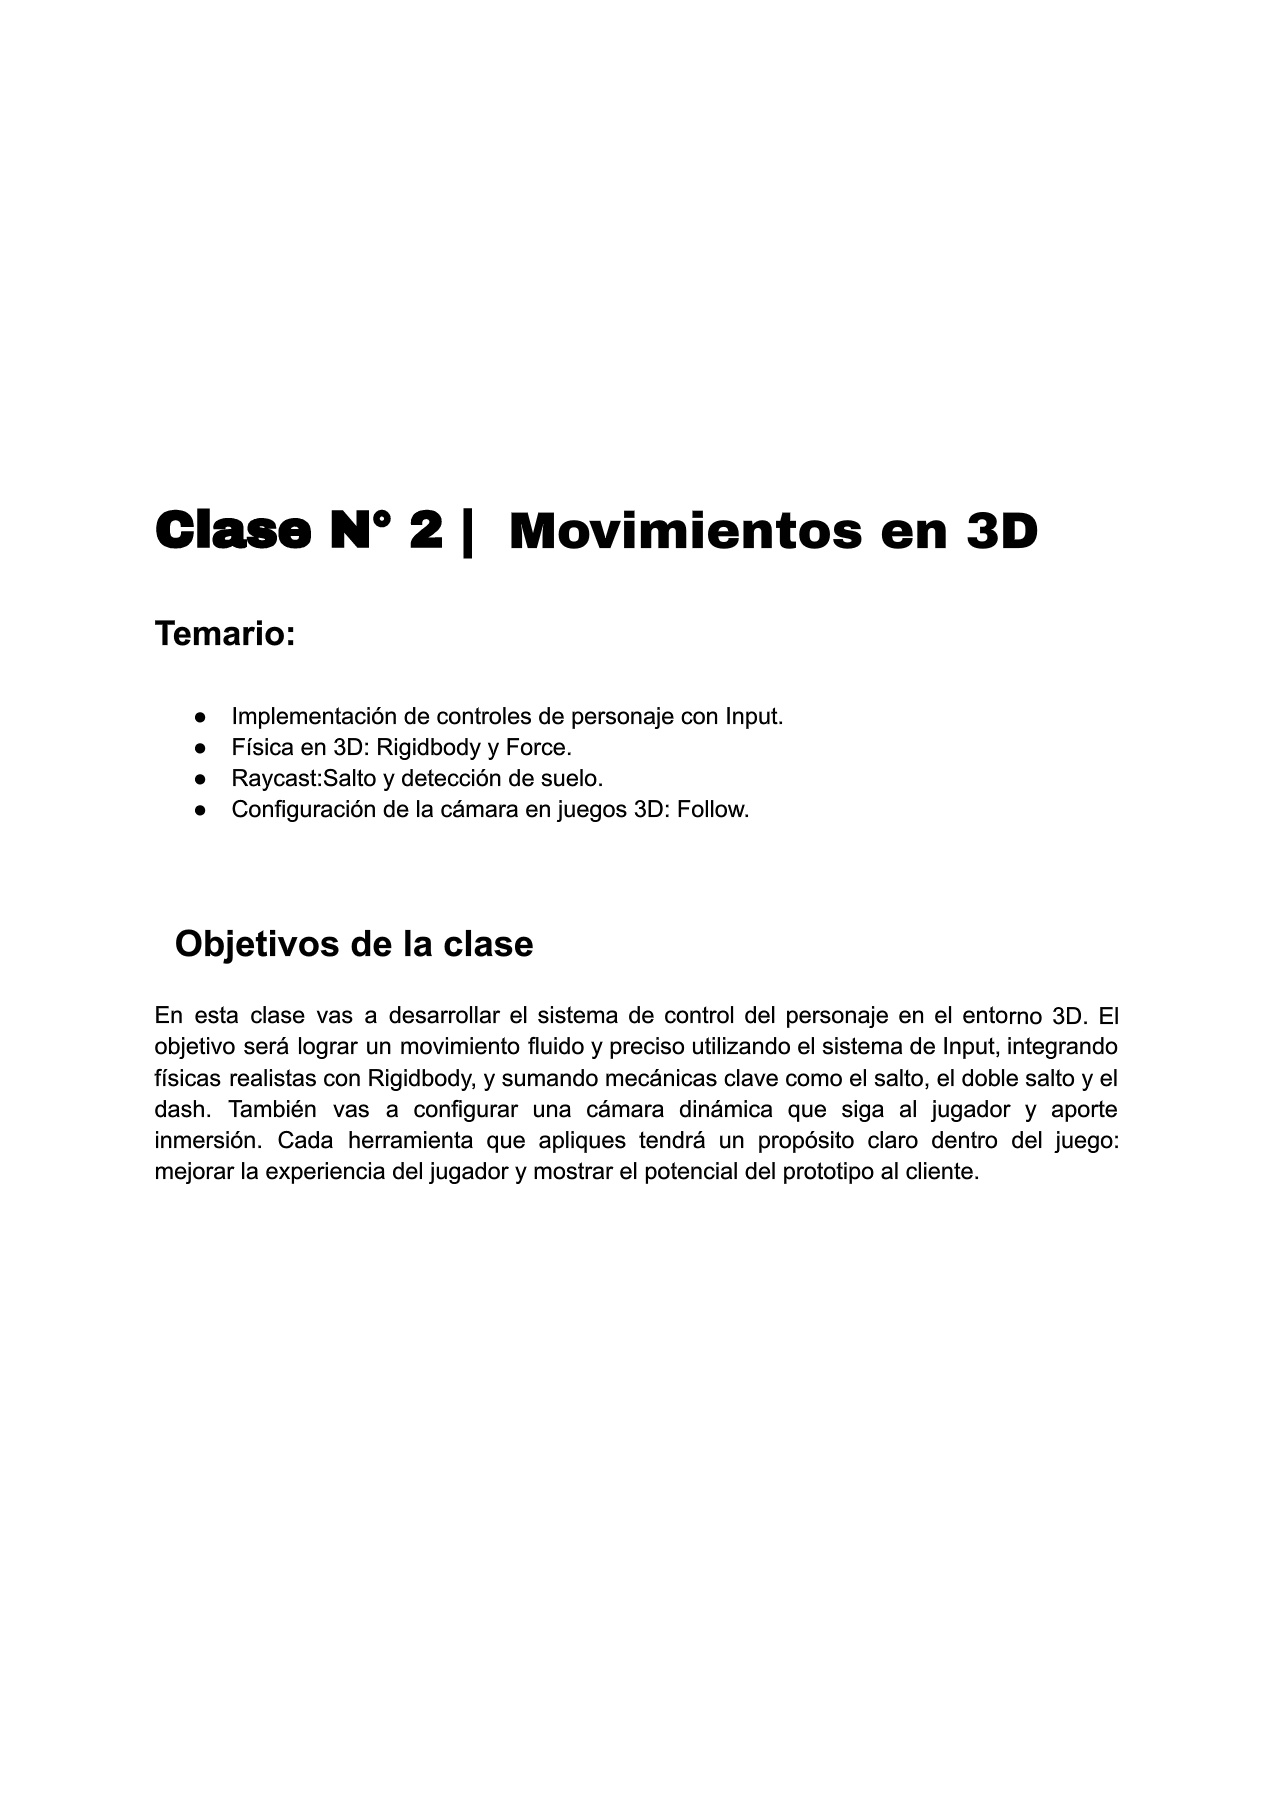 Clase N° 2 | Movimientos en 3D
Temario:
● Implementación de controles de personaje con Input.
● Física en 3D: Rigidbody y Force.
● Raycast:Salto y detección de suelo.
● Configuración de la cámara en juegos 3D: Follow.
Objetivos de la clase
En esta clase vas a desarrollar el sistema de control del personaje en el entorno 3D. El
objetivo será lograr un movimiento fluido y preciso utilizando el sistema de Input, integrando
físicas realistas con Rigidbody, y sumando mecánicas clave como el salto, el doble salto y el
dash. También vas a configurar una cámara dinámica que siga al jugador y aporte
inmersión. Cada herramienta que apliques tendrá un propósito claro dentro del juego:
mejorar la experiencia del jugador y mostrar el potencial del prototipo al cliente.